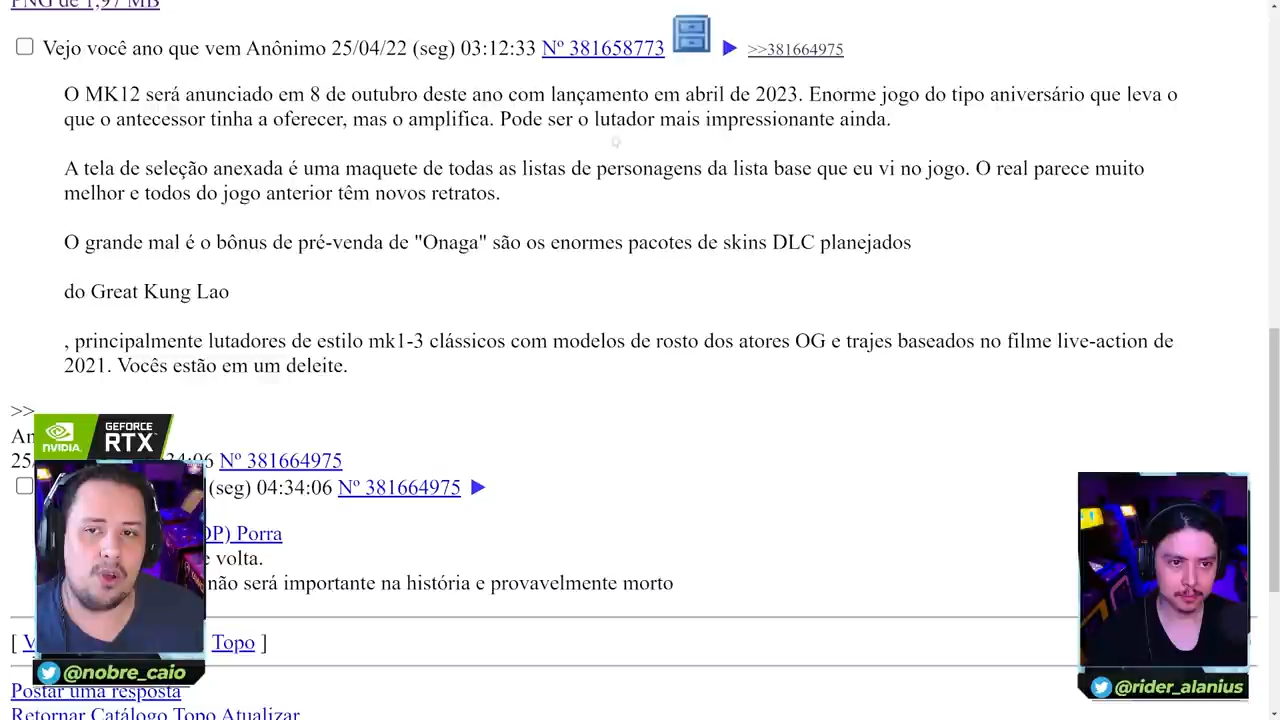 PNG de 1,97 MB
Vejo você ano que vem Anônimo 25/04/22 (seg) 03:12:33 Nº 381658773 >>381664975
O MK12 será anunciado em 8 de outubro deste ano com lançamento em abril de 2023. Enorme jogo do tipo aniversário que leva o
que o antecessor tinha a oferecer, mas o amplifica. Pode ser o lutador mais impressionante ainda.
A tela de seleção anexada é uma maquete de todas as listas de personagens da lista base que eu vi no jogo. O real parece muito
melhor e todos do jogo anterior têm novos retratos.
O grande mal é o bônus de pré-venda de "Onaga" são os enormes pacotes de skins DLC planejados
do Great Kung Lao
, principalmente lutadores de estilo mk1-3 clássicos com modelos de rosto dos atores OG e trajes baseados no filme live-action de
2021. Vocês estão em um deleite.
>>
An
25/ 34:06 Nº 381664975
(seg) 04:34:06 Nº 381664975
OP) Porra
e volta.
não será importante na história e provavelmente morto
[ V Topo ]
Postar uma resposta
Retornar Catálogo Topo Atualizar
NVIDIA GEFORCE
RTX
@nobre_caio
@rider_alanius